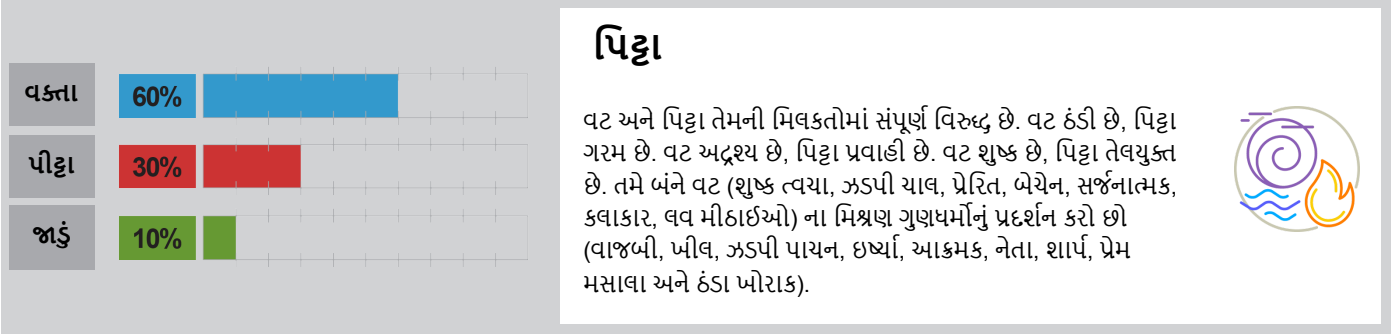 વક્તા
60%
પીટ્ટા
30%
જાડું
10%
પિટ્ટા
વટ અને પિટ્ટા તેમની મિલકતોમાં સંપૂર્ણ વિરુધ્દ્ર છે. વટ ઠંડી છે, પિટ્ટા
ગરમ છે. વટ અદ્રશ્ય છે, પિટ્ટા પ્રવાહી છે. વટ શુષ્ક છે, પિટ્ટા તેલયુક્ત
છે. તમે બંને વટ (શુષ્ક ત્વચા, ઝડપી ચાલ, પ્રેરિત, બેચેન, સર્જનાત્મક,
કલાકાર, લવ મીઠાઈઓ) ના મિશ્રણ ગુણધર્મોનું પ્રદર્શન કરો છો
(વાજબી, ખીલ, ઝડપી પાચન, ઇર્ષ્યા, આક્રમક, નેતા, શાર્પ, પ્રેમ
મસાલા અને ઠંડા ખોરાક).